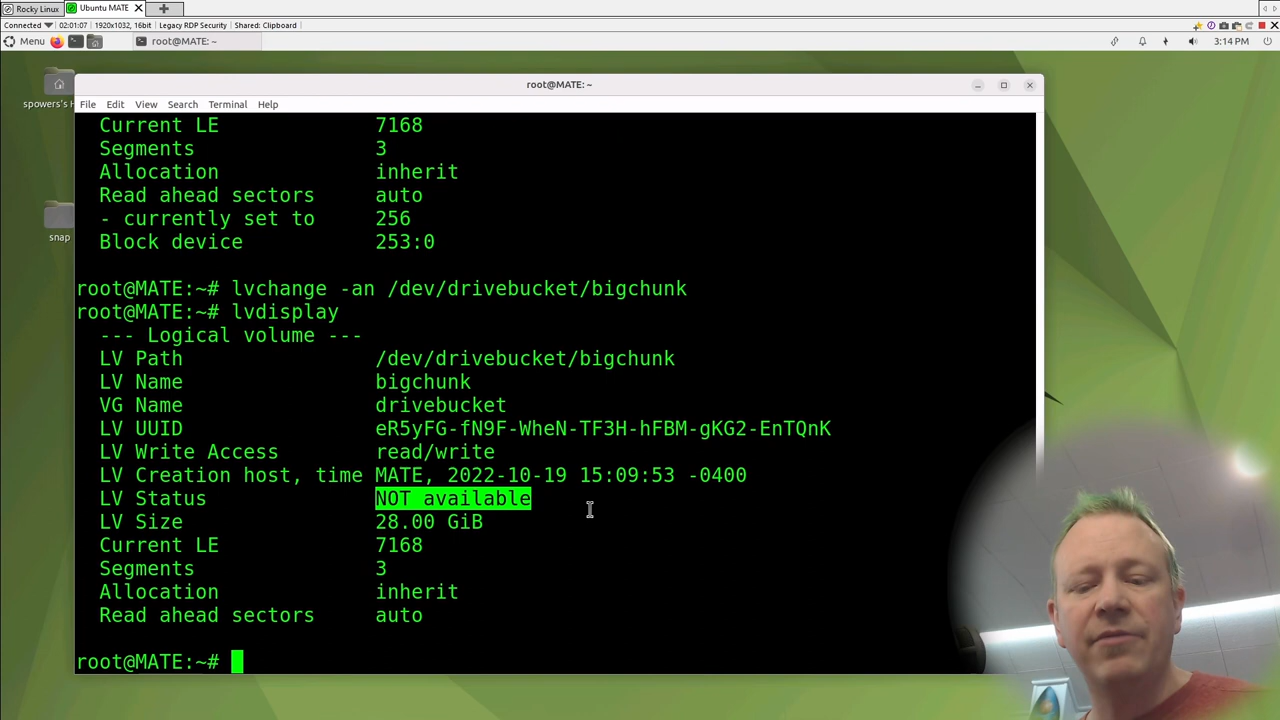 Rocky Linux
Ubuntu MATE
Connected
02:01:07
1920x1032, 16bit
Legacy RDP Security
Shared: Clipboard
Menu
root@MATE: ~
3:14 PM
spowers's H
snap
root@MATE: ~
File Edit View Search Terminal Help
Current LE 7168
Segments 3
Allocation inherit
Read ahead sectors auto
- currently set to 256
Block device 253:0
root@MATE:~# lvchange -an /dev/drivebucket/bigchunk
root@MATE:~# lvdisplay
--- Logical volume ---
LV Path /dev/drivebucket/bigchunk
LV Name bigchunk
VG Name drivebucket
LV UUID eR5yFG-fN9F-WheN-TF3H-hFBM-gKG2-EnTQnK
LV Write Access read/write
LV Creation host, time MATE, 2022-10-19 15:09:53 -0400
LV Status NOT available
LV Size 28.00 GiB
Current LE 7168
Segments 3
Allocation inherit
Read ahead sectors auto
root@MATE:~#